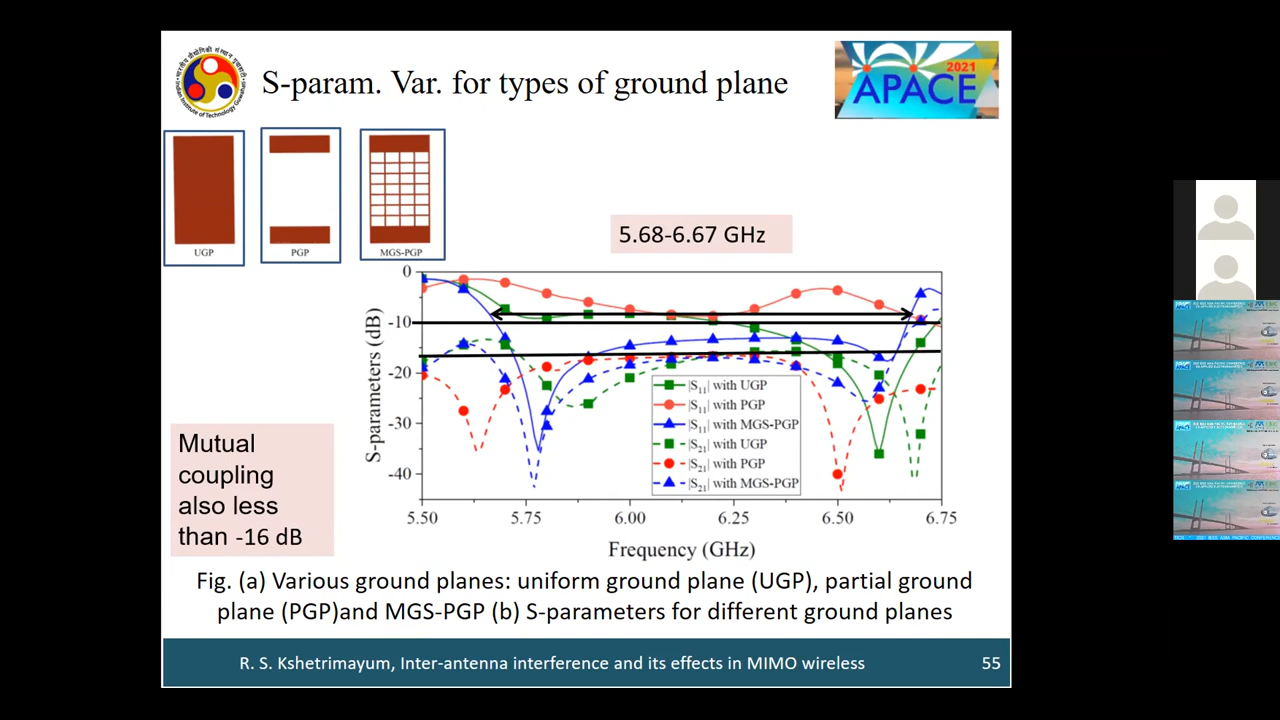 S-param. Var. for types of ground plane
2021
APACE
UGP
PGP
MGS-PGP
5.68-6.67 GHz
0
-10
-20
-30
-40
S-parameters (dB)
|S11| with UGP
|S11| with PGP
|S11| with MGS-PGP
|S21| with UGP
|S21| with PGP
|S21| with MGS-PGP
5.50 5.75 6.00 6.25 6.50 6.75
Frequency (GHz)
Mutual
coupling
also less
than -16 dB
Fig. (a) Various ground planes: uniform ground plane (UGP), partial ground
plane (PGP)and MGS-PGP (b) S-parameters for different ground planes
R. S. Kshetrimayum, Inter-antenna interference and its effects in MIMO wireless
55